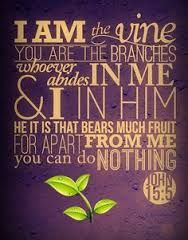 I AM the vine
YOU ARE THE BRANCHES
whoever abides IN ME
& I IN HIM
HE IT IS THAT BEARS MUCH FRUIT
FOR APART FROM ME
you can do NOTHING
JOHN
15:5